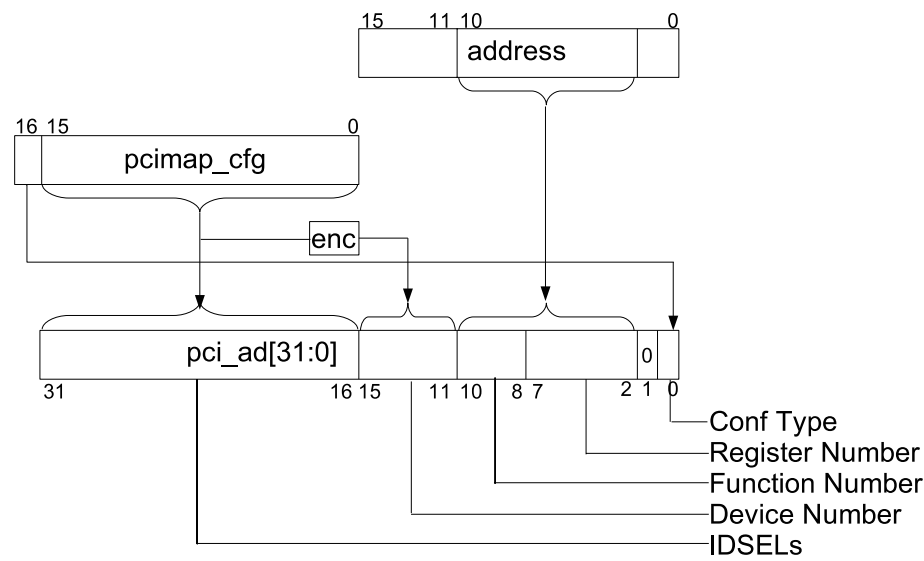 15 11 10 0
address
16 15 0
pcimap_cfg
enc
pci_ad[31:0] 0
31 16 15 11 10 8 7 2 1 0
Conf Type
Register Number
Function Number
Device Number
IDSELs